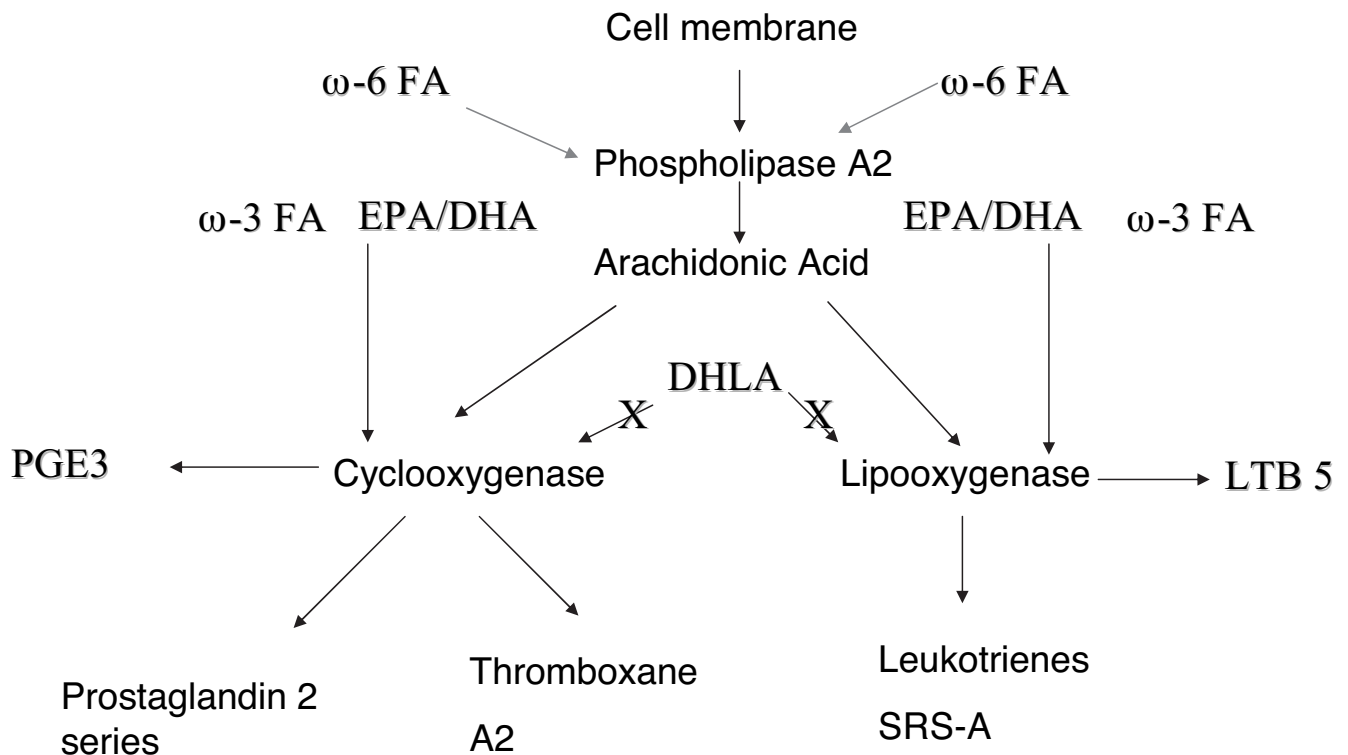 Cell membrane
ω-6 FA
ω-6 FA
Phospholipase A2
ω-3 FA EPA/DHA
EPA/DHA ω-3 FA
Arachidonic Acid
DHLA
X
X
PGE3
Cyclooxygenase
Lipooxygenase
LTB 5
Prostaglandin 2
series
Thromboxane
A2
Leukotrienes
SRS-A